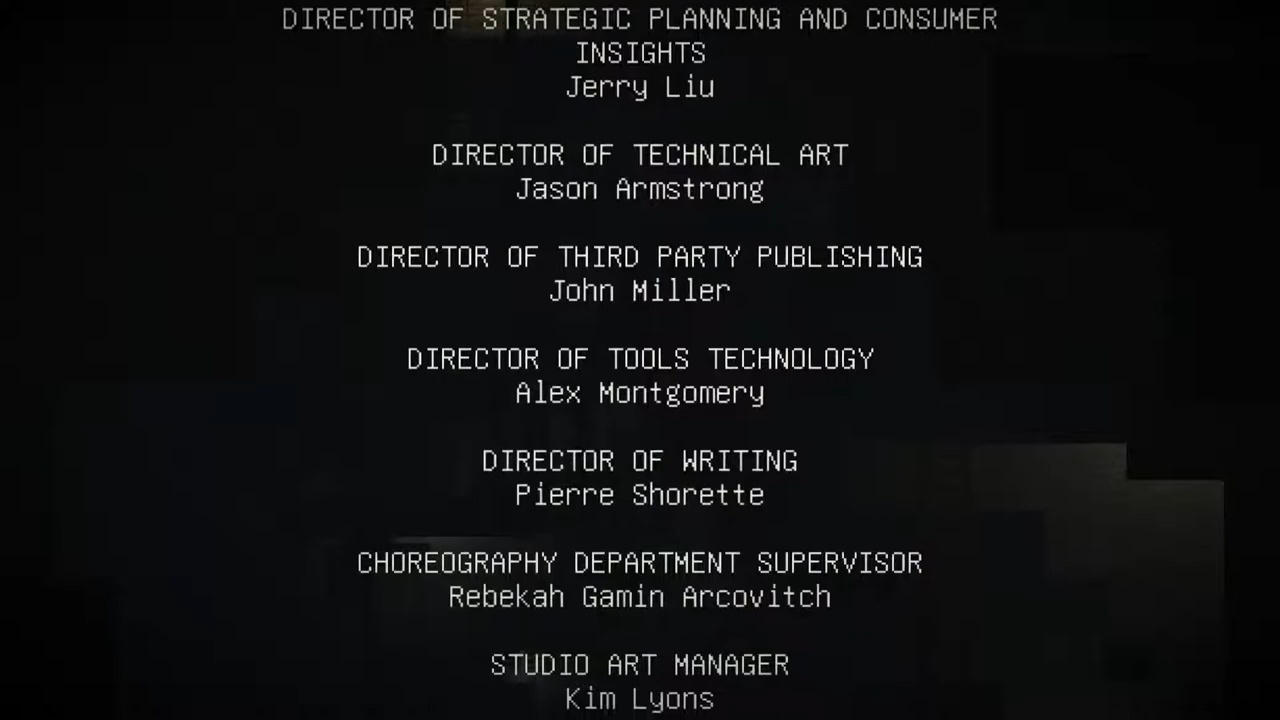 DIRECTOR OF STRATEGIC PLANNING AND CONSUMER
INSIGHTS
Jerry Liu
DIRECTOR OF TECHNICAL ART
Jason Armstrong
DIRECTOR OF THIRD PARTY PUBLISHING
John Miller
DIRECTOR OF TOOLS TECHNOLOGY
Alex Montgomery
DIRECTOR OF WRITING
Pierre Shorette
CHOREOGRAPHY DEPARTMENT SUPERVISOR
Rebekah Gamin Arcovitch
STUDIO ART MANAGER
Kim Lyons